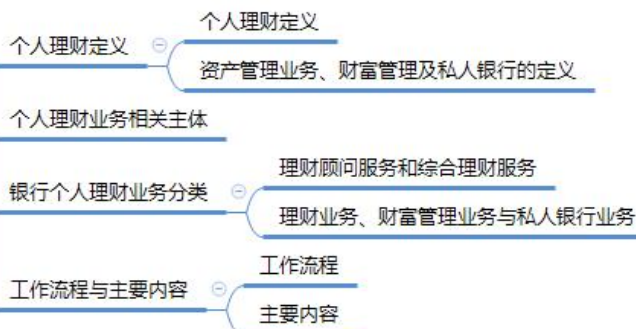 个人理财定义
个人理财定义
资产管理业务、财富管理及私人银行的定义
个人理财业务相关主体
银行个人理财业务分类
理财顾问服务和综合理财服务
理财业务、财富管理业务与私人银行业务
工作流程与主要内容
工作流程
主要内容